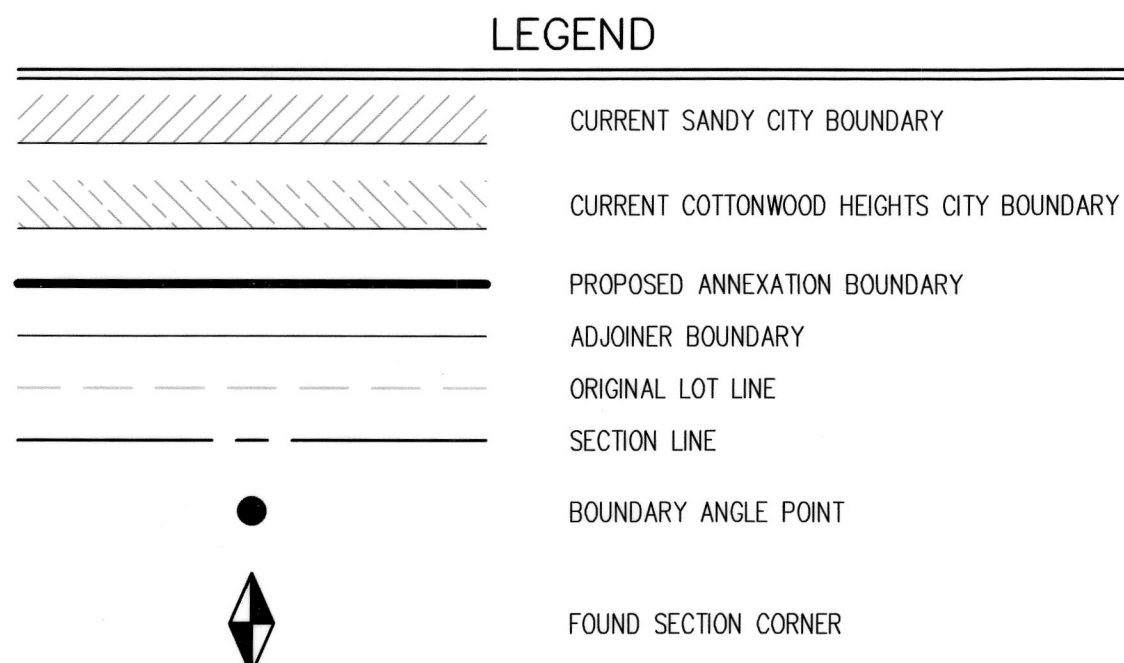 LEGEND
CURRENT SANDY CITY BOUNDARY
CURRENT COTTONWOOD HEIGHTS CITY BOUNDARY
PROPOSED ANNEXATION BOUNDARY
ADJOINER BOUNDARY
ORIGINAL LOT LINE
SECTION LINE
BOUNDARY ANGLE POINT
FOUND SECTION CORNER